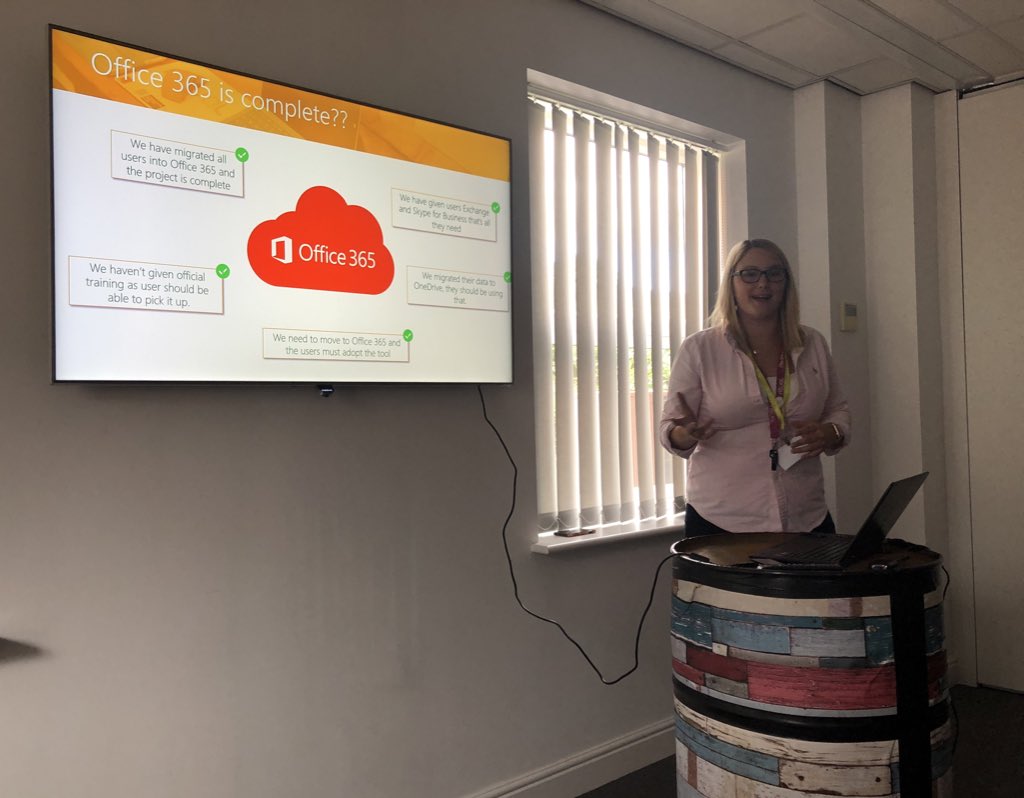 Office 365 is complete??
We have migrated all
users into Office 365 and
the project is complete
We have given users Exchange
and Skype for Business that's all
they need
Office 365
We haven't given official
training as user should be
able to pick it up.
We migrated their data to
OneDrive, they should be using
that.
We need to move to Office 365 and
the users must adopt the tool